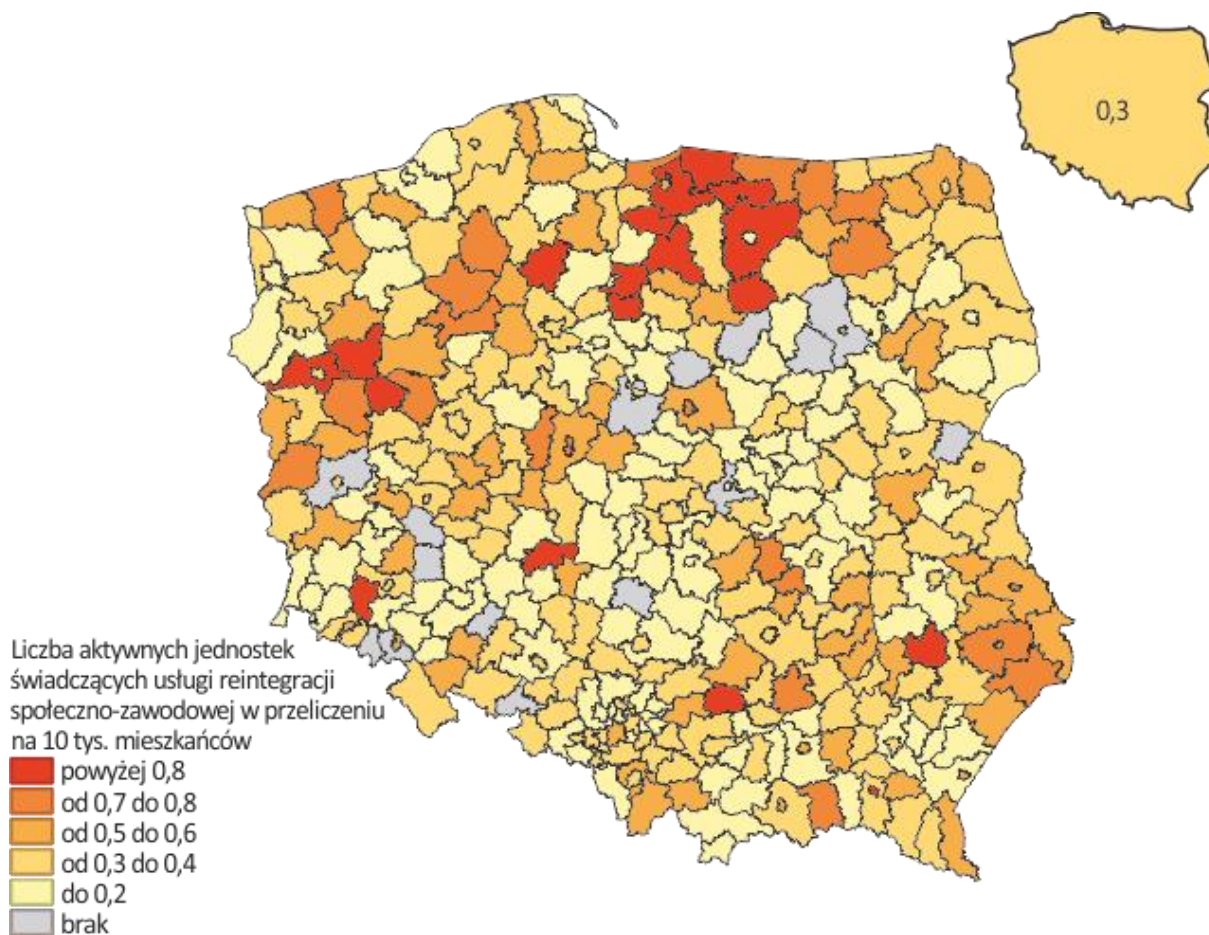 0,3
Liczba aktywnych jednostek
świadczących usługi reintegracji
społeczno-zawodowej w przeliczeniu
na 10 tys. mieszkańców
powyżej 0,8
od 0,7 do 0,8
od 0,5 do 0,6
od 0,3 do 0,4
do 0,2
brak